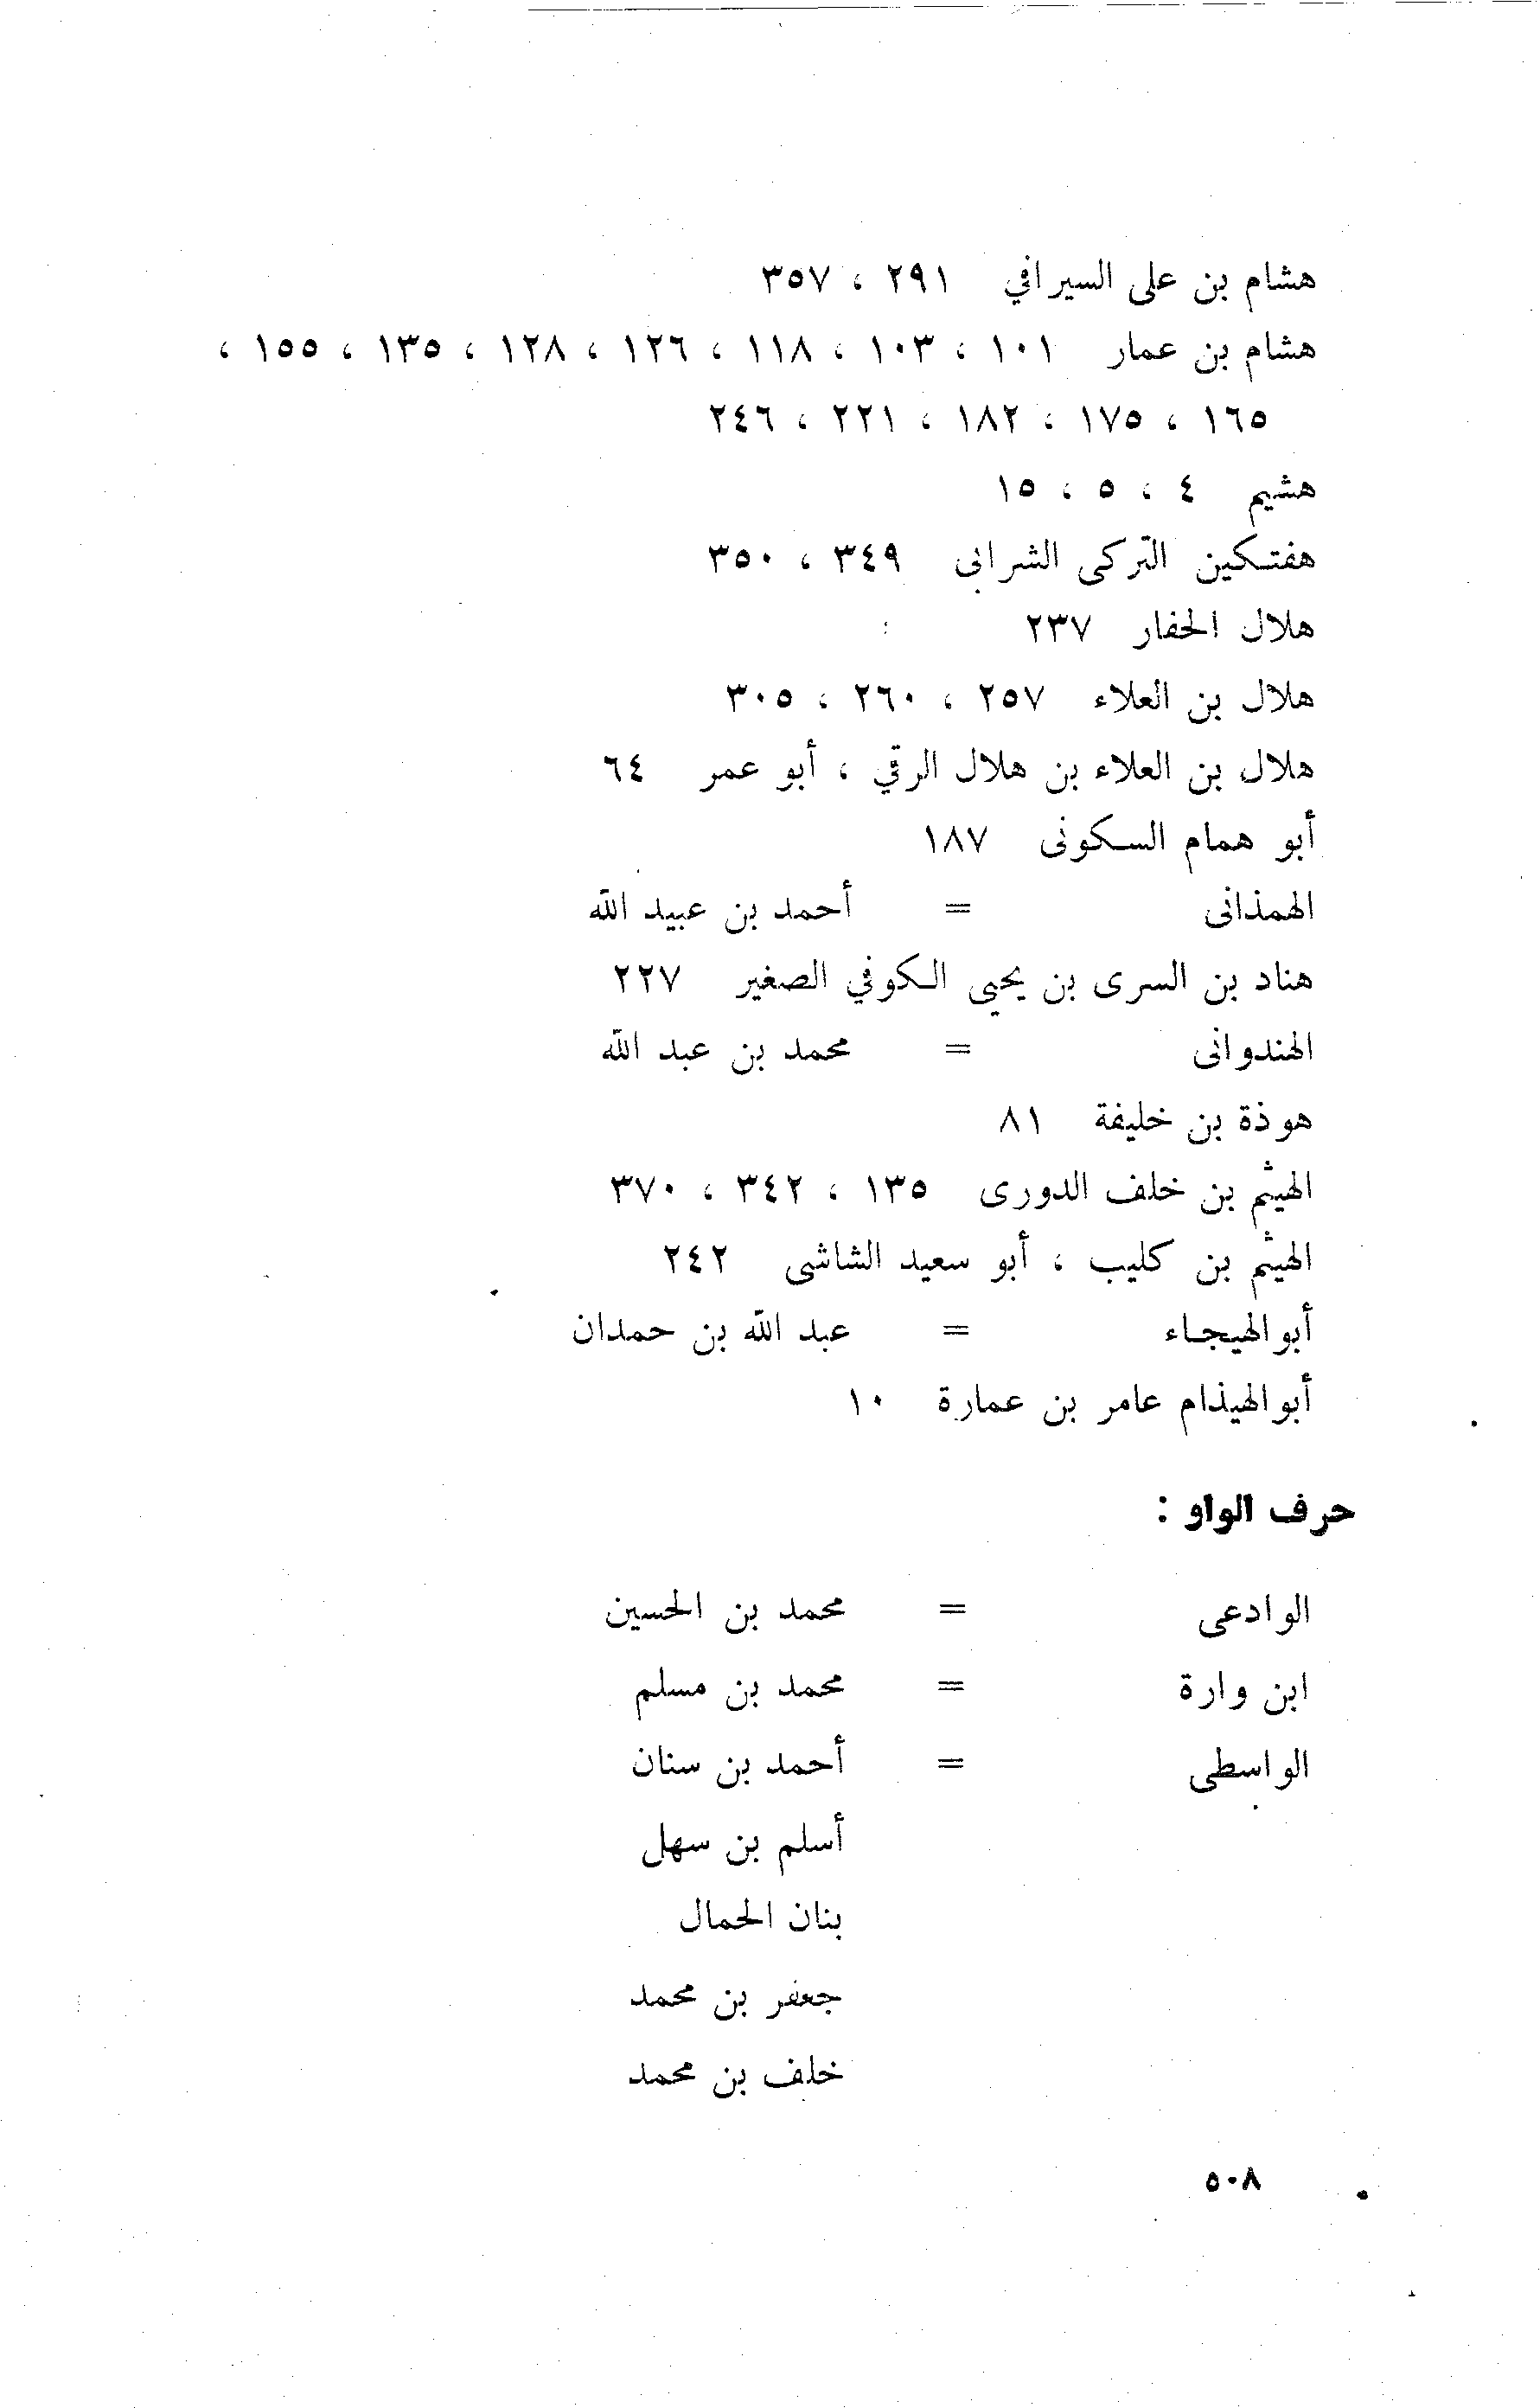 هشام بن على السيرافي ٢٩١ ، ٣٥٧
هشام بن عمار ١٠١ ، ١٠٣ ، ١١٨ ، ١٢٦ ، ١٢٨ ، ١٣٥ ، ١٥٥ ،
١٦٥ ، ١٧٥ ، ١٨٢ ، ٢٢١ ، ٢٤٦
هشيم ٤ ، ٥ ، ١٥
هفتكين التركى الشرابى ٣٤٩ ، ٣٥٠
هلال الحفار ٢٣٧
هلال بن العلاء ٢٥٧ ، ٢٦٠ ، ٣٠٥
هلال بن العلاء بن هلال الرقي ، أبو عمر ٦٤
أبو همام السكونى ١٨٧
الهمذانى = أحمد بن عبيد الله
هناد بن السرى بن يحيى الكوفي الصغير ٢٢٧
الهندوانى = محمد بن عبد الله
هوذة بن خليفة ٨١
الهيثم بن خلف الدورى ١٣٥ ، ٣٤٢ ، ٣٧٠
الهيثم بن كليب ، أبو سعيد الشاشى ٢٤٢
أبو الهيجاء = عبد الله بن حمدان
أبو الهيذام عامر بن عمارة ١٠
حرف الواو :
الوادعى = محمد بن الحسين
ابن وارة = محمد بن مسلم
الواسطى = أحمد بن سنان
أسلم بن سهل
بنان الحمال
جعفر بن محمد
خلف بن محمد
٥٠٨